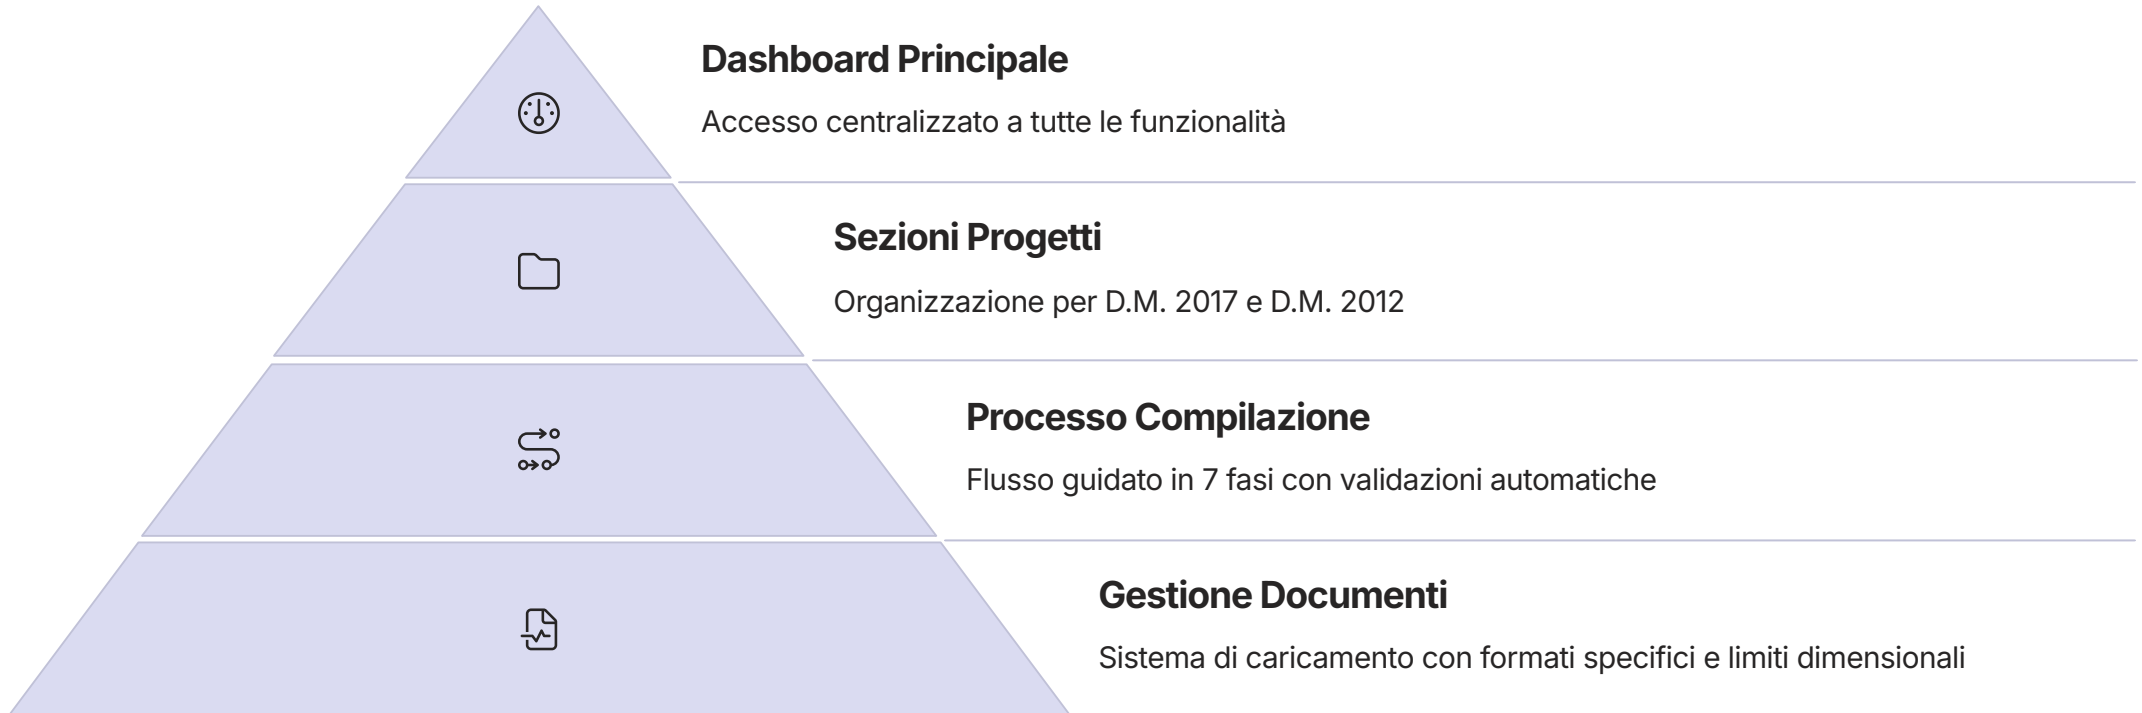 Dashboard Principale
Accesso centralizzato a tutte le funzionalità
Sezioni Progetti
Organizzazione per D.M. 2017 e D.M. 2012
Processo Compilazione
Flusso guidato in 7 fasi con validazioni automatiche
Gestione Documenti
Sistema di caricamento con formati specifici e limiti dimensionali